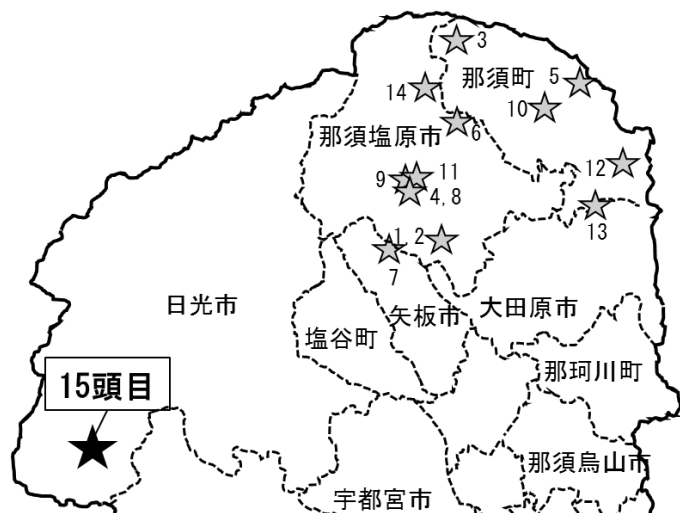 3
那須町
5
14
10
那須塩原市
6
9
11
12
4,8
13
1, 2
7
日光市
矢板市
大田原市
塩谷町
那珂川町
15頭目
那須烏山市
宇都宮市